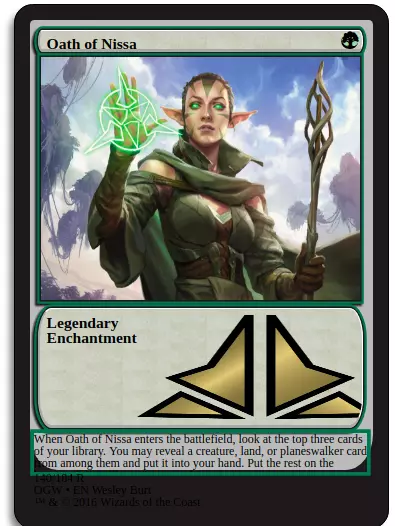 Oath of Nissa
Legendary
Enchantment
When Oath of Nissa enters the battlefield, look at the top three cards
of your library. You may reveal a creature, land, or planeswalker card
from among them and put it into your hand. Put the rest on the
140/184 R
OGW • EN Wesley Burt
™ & © 2016 Wizards of the Coast